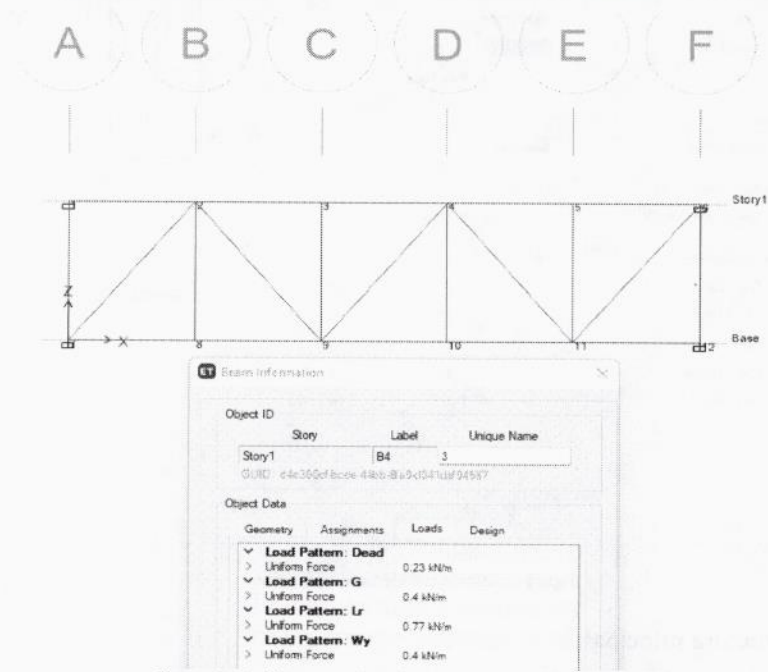 A B C D E F
2 3 4 5
Story1
Z
X
8 9 10 11 2
Base
ET Beam Information ×
Object ID
Story Label Unique Name
Story1 B4 3
GUID:
Object Data
Geometry Assignments Loads Design
Load Pattern: Dead
> Uniform Force 0.23 kN/m
Load Pattern: G
> Uniform Force 0.4 kN/m
Load Pattern: Lr
> Uniform Force 0.77 kN/m
Load Pattern: Wy
> Uniform Force 0.4 kN/m